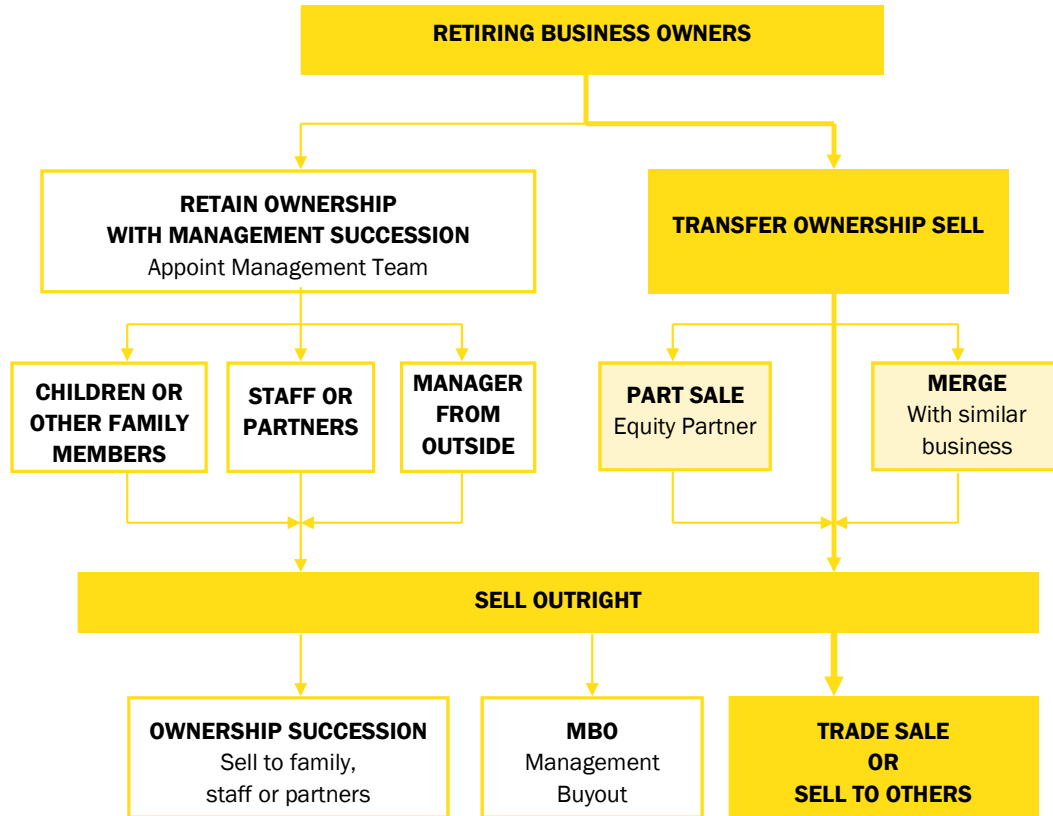 RETIRING BUSINESS OWNERS
RETAIN OWNERSHIP
WITH MANAGEMENT SUCCESSION
Appoint Management Team
TRANSFER OWNERSHIP SELL
CHILDREN OR
OTHER FAMILY
MEMBERS
STAFF OR
PARTNERS
MANAGER
FROM
OUTSIDE
PART SALE
Equity Partner
MERGE
With similar
business
SELL OUTRIGHT
OWNERSHIP SUCCESSION
Sell to family,
staff or partners
MBO
Management
Buyout
TRADE SALE
OR
SELL TO OTHERS